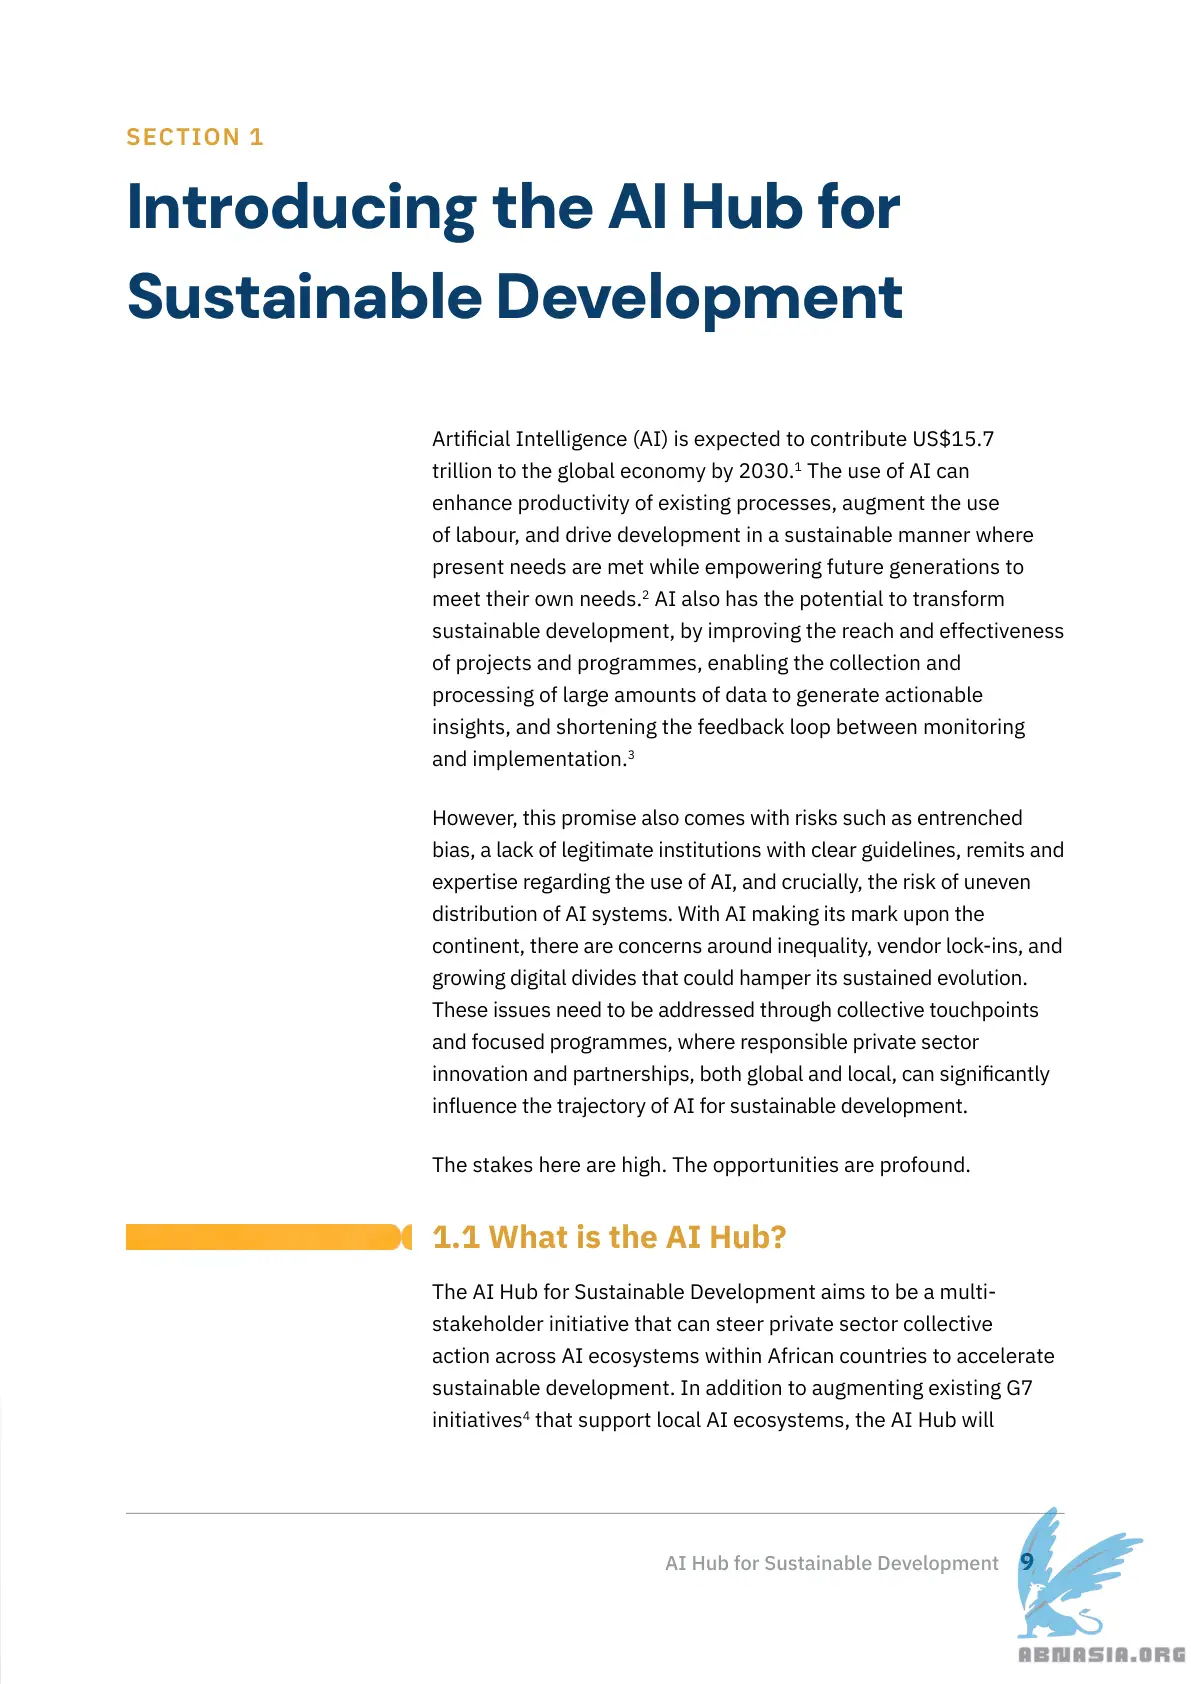 SECTION 1
Introducing the AI Hub for
Sustainable Development
Artificial Intelligence (AI) is expected to contribute US$15.7
trillion to the global economy by 2030.¹ The use of AI can
enhance productivity of existing processes, augment the use
of labour, and drive development in a sustainable manner where
present needs are met while empowering future generations to
meet their own needs.² AI also has the potential to transform
sustainable development, by improving the reach and effectiveness
of projects and programmes, enabling the collection and
processing of large amounts of data to generate actionable
insights, and shortening the feedback loop between monitoring
and implementation.³
However, this promise also comes with risks such as entrenched
bias, a lack of legitimate institutions with clear guidelines, remits and
expertise regarding the use of AI, and crucially, the risk of uneven
distribution of AI systems. With AI making its mark upon the
continent, there are concerns around inequality, vendor lock-ins, and
growing digital divides that could hamper its sustained evolution.
These issues need to be addressed through collective touchpoints
and focused programmes, where responsible private sector
innovation and partnerships, both global and local, can significantly
influence the trajectory of AI for sustainable development.
The stakes here are high. The opportunities are profound.
1.1 What is the AI Hub?
The AI Hub for Sustainable Development aims to be a multi-
stakeholder initiative that can steer private sector collective
action across AI ecosystems within African countries to accelerate
sustainable development. In addition to augmenting existing G7
initiatives⁴ that support local AI ecosystems, the AI Hub will
AI Hub for Sustainable Development 9
ABNASIA.ORG